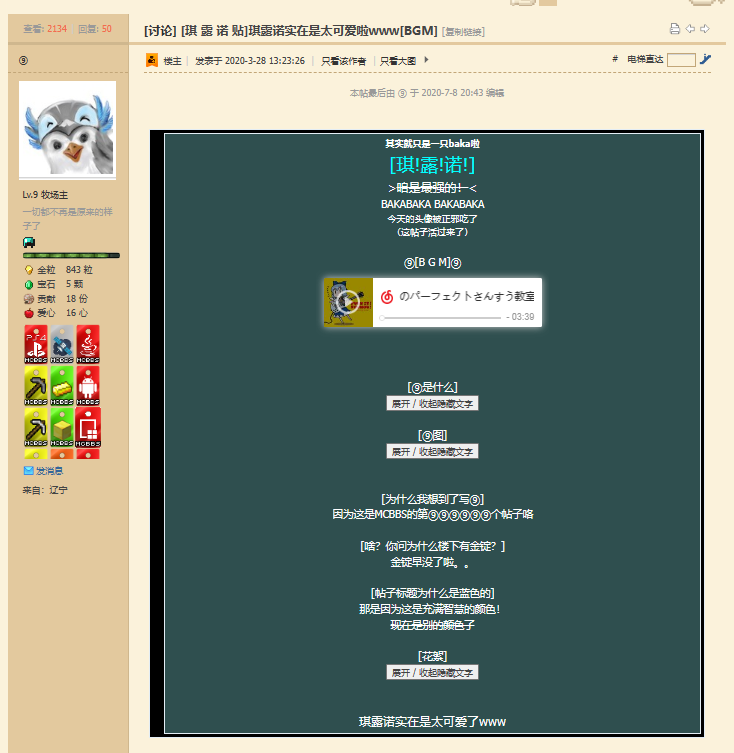 查看: 2134 回复: 50
[讨论] [琪 露 诺 贴]琪露诺实在是太可爱啦www[BGM] [复制链接]
⑨
楼主 | 发表于 2020-3-28 13:23:26 | 只看该作者 | 只看大图
# 电梯直达
本帖最后由 ⑨ 于 2020-7-8 20:43 编辑
Lv.9 牧场主
一切都不再是原来的样
子了
金粒 843 粒
宝石 5 颗
贡献 18 份
爱心 16 心
PS4
MCBBS MCBBS MCBBS
MCBBS MCBBS MCBBS
MCBBS MCBBS MCBBS
发消息
来自: 辽宁
其实就只是一只baka啦
[琪!露!诺!]
>咱是最强的!~<
BAKABAKA BAKABAKA
今天的头像被正邪吃了
(这帖子活过来了)
⑨[B G M]⑨
のパーフェクトさんすう教室
- 03:39
[⑨是什么]
展开 / 收起隐藏文字
[⑨图]
展开 / 收起隐藏文字
[为什么我想到了写⑨]
因为这是MCBBS的第⑨⑨⑨⑨⑨⑨个帖子咯
[啥? 你问为什么楼下有金锭? ]
金锭早没了啦。。
[帖子标题为什么是蓝色的]
那是因为这是充满智慧的颜色!
现在是别的颜色子
[花絮]
展开 / 收起隐藏文字
琪露诺实在是太可爱了www